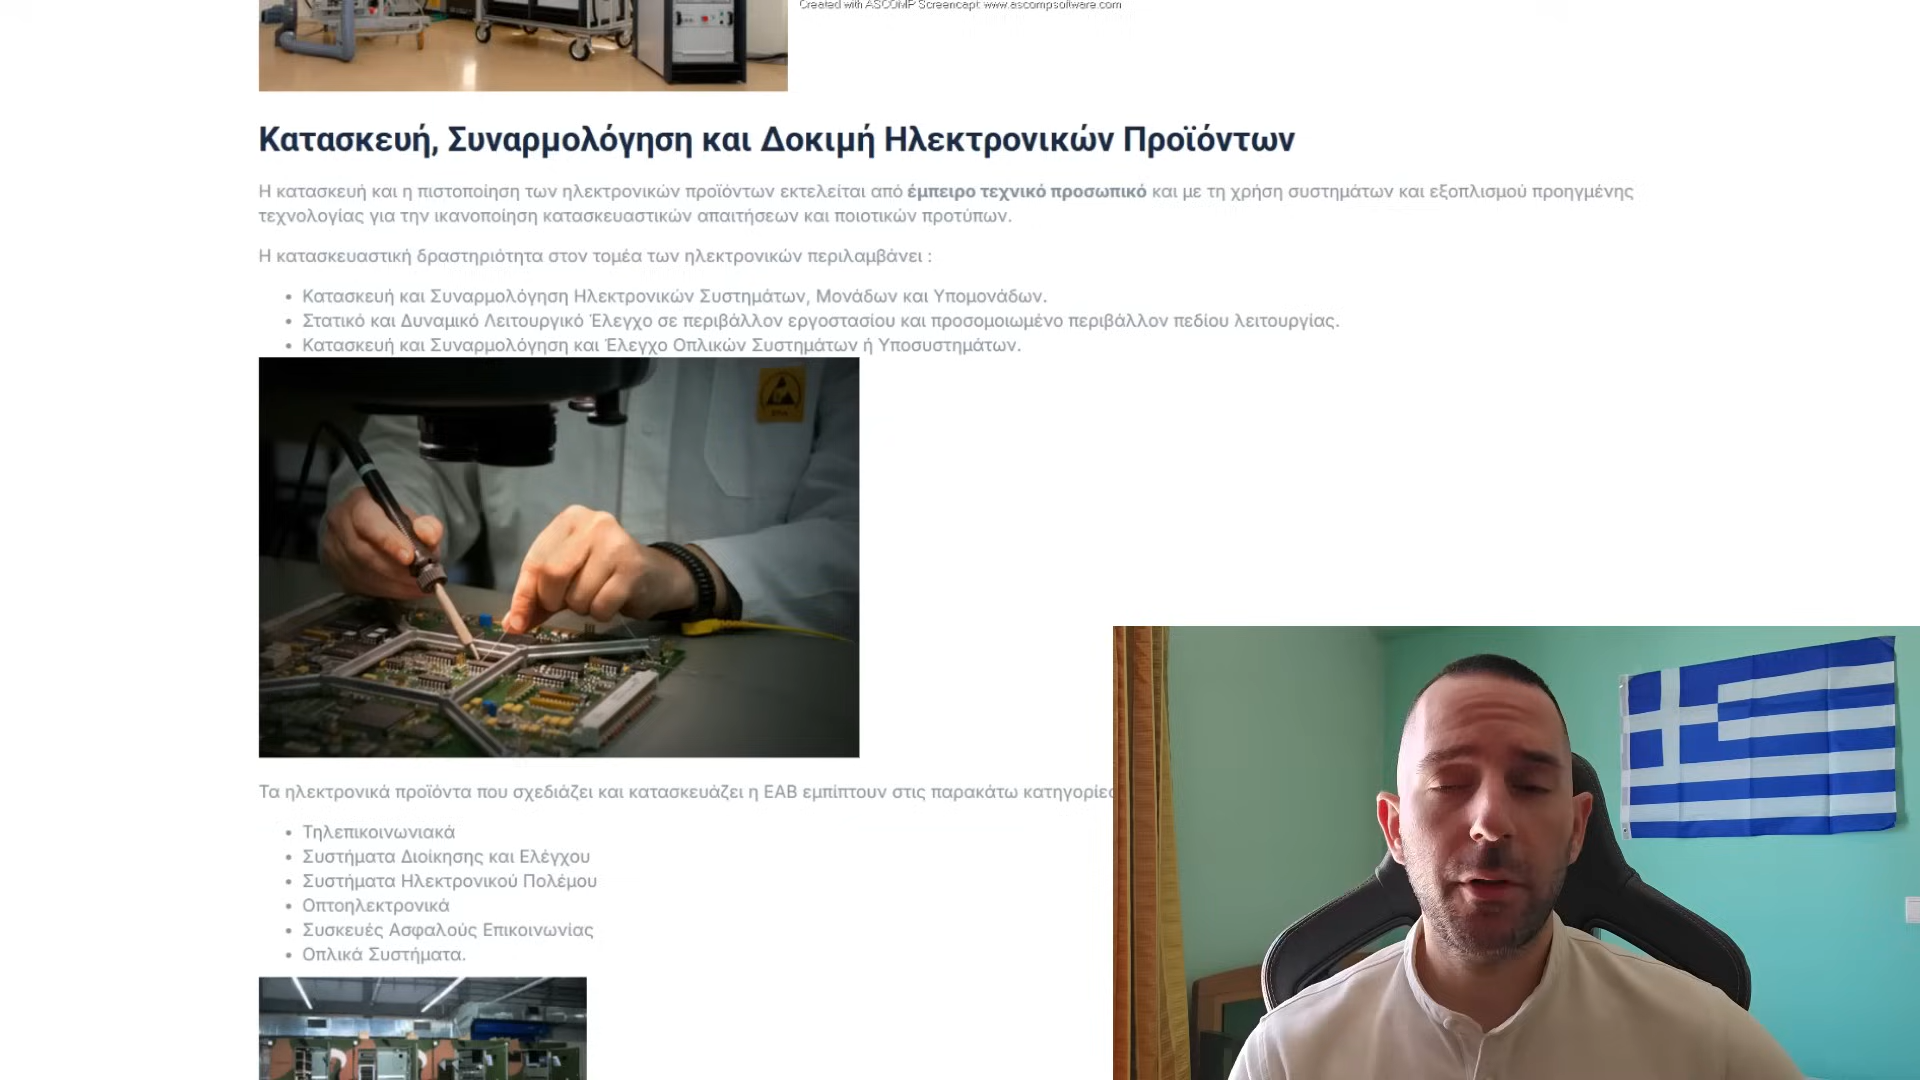 Created with ASCOMP Screencapt: www.ascompsoftware.com
Κατασκευή, Συναρμολόγηση και Δοκιμή Ηλεκτρονικών Προϊόντων
Η κατασκευή και η πιστοποίηση των ηλεκτρονικών προϊόντων εκτελείται από έμπειρο τεχνικό προσωπικό και με τη χρήση συστημάτων και εξοπλισμού προηγμένης
τεχνολογίας για την ικανοποίηση κατασκευαστικών απαιτήσεων και ποιοτικών προτύπων.
Η κατασκευαστική δραστηριότητα στον τομέα των ηλεκτρονικών περιλαμβάνει :
• Κατασκευή και Συναρμολόγηση Ηλεκτρονικών Συστημάτων, Μονάδων και Υπομονάδων.
• Στατικό και Δυναμικό Λειτουργικό Έλεγχο σε περιβάλλον εργοστασίου και προσομοιωμένο περιβάλλον πεδίου λειτουργίας.
• Κατασκευή και Συναρμολόγηση και Έλεγχο Οπλικών Συστημάτων ή Υποσυστημάτων.
Τα ηλεκτρονικά προϊόντα που σχεδιάζει και κατασκευάζει η ΕΑΒ εμπίπτουν στις παρακάτω κατηγορίες
• Τηλεπικοινωνιακά
• Συστήματα Διοίκησης και Ελέγχου
• Συστήματα Ηλεκτρονικού Πολέμου
• Οπτοηλεκτρονικά
• Συσκευές Ασφαλούς Επικοινωνίας
• Οπλικά Συστήματα.